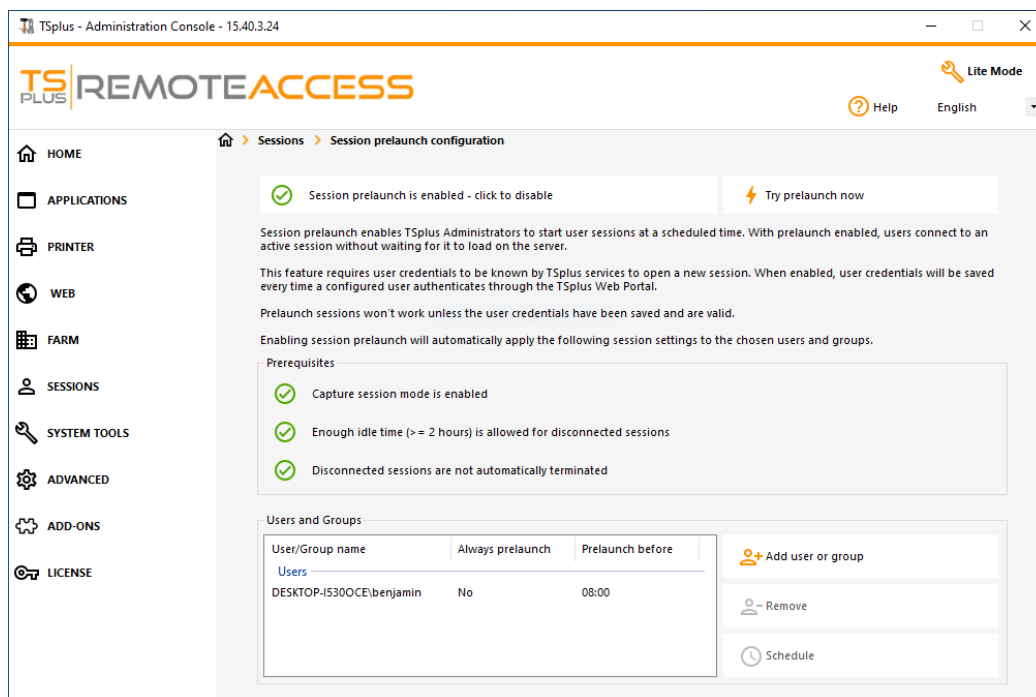 TSplus - Administration Console - 15.40.3.24
TS PLUS REMOTEACCESS
Lite Mode
Help
English
HOME
APPLICATIONS
PRINTER
WEB
FARM
SESSIONS
SYSTEM TOOLS
ADVANCED
ADD-ONS
LICENSE
Sessions > Session prelaunch configuration
Session prelaunch is enabled - click to disable
Try prelaunch now
Session prelaunch enables TSplus Administrators to start user sessions at a scheduled time. With prelaunch enabled, users connect to an
active session without waiting for it to load on the server.
This feature requires user credentials to be known by TSplus services to open a new session. When enabled, user credentials will be saved
every time a configured user authenticates through the TSplus Web Portal.
Prelaunch sessions won't work unless the user credentials have been saved and are valid.
Enabling session prelaunch will automatically apply the following session settings to the chosen users and groups.
Prerequisites
Capture session mode is enabled
Enough idle time (>= 2 hours) is allowed for disconnected sessions
Disconnected sessions are not automatically terminated
Users and Groups
User/Group name Always prelaunch Prelaunch before
Users
DESKTOP-I530OCE\benjamin No 08:00
Add user or group
Remove
Schedule